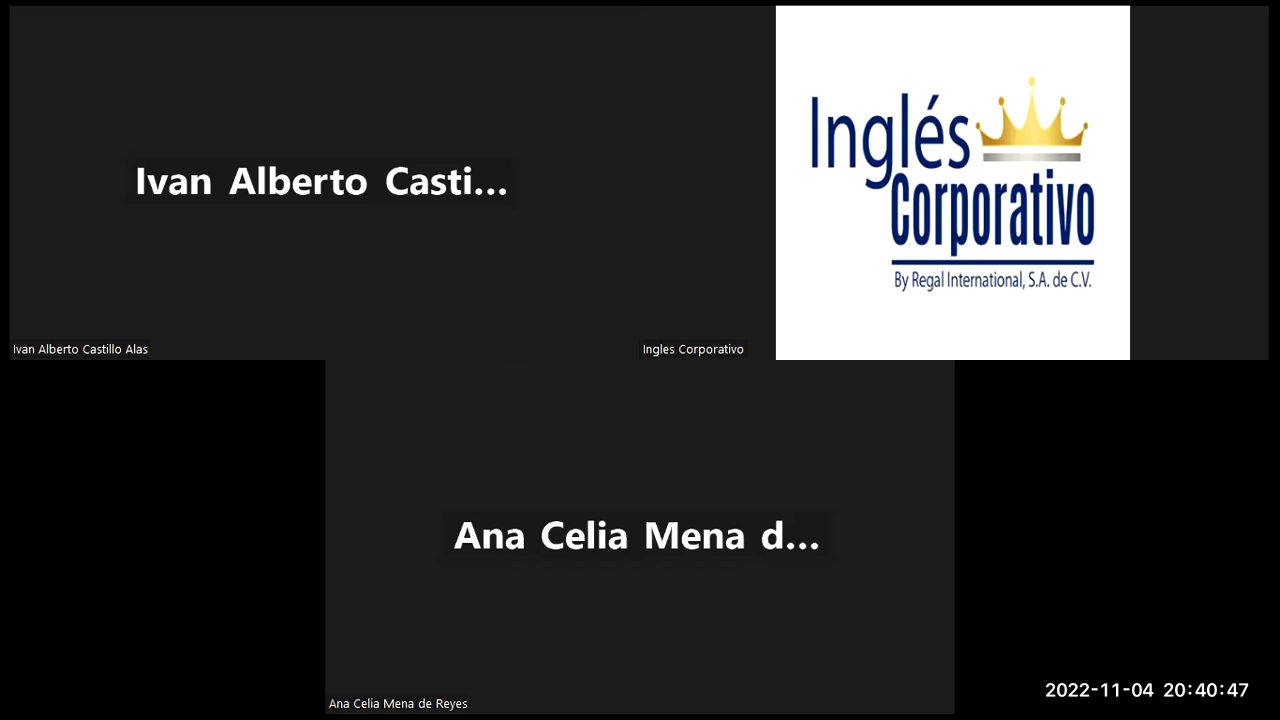 Ivan Alberto Casti...
Ivan Alberto Castillo Alas
Inglés
Corporativo
By Regal International, S.A. de C.V.
Ingles Corporativo
Ana Celia Mena d...
Ana Celia Mena de Reyes
2022-11-04 20:40:47